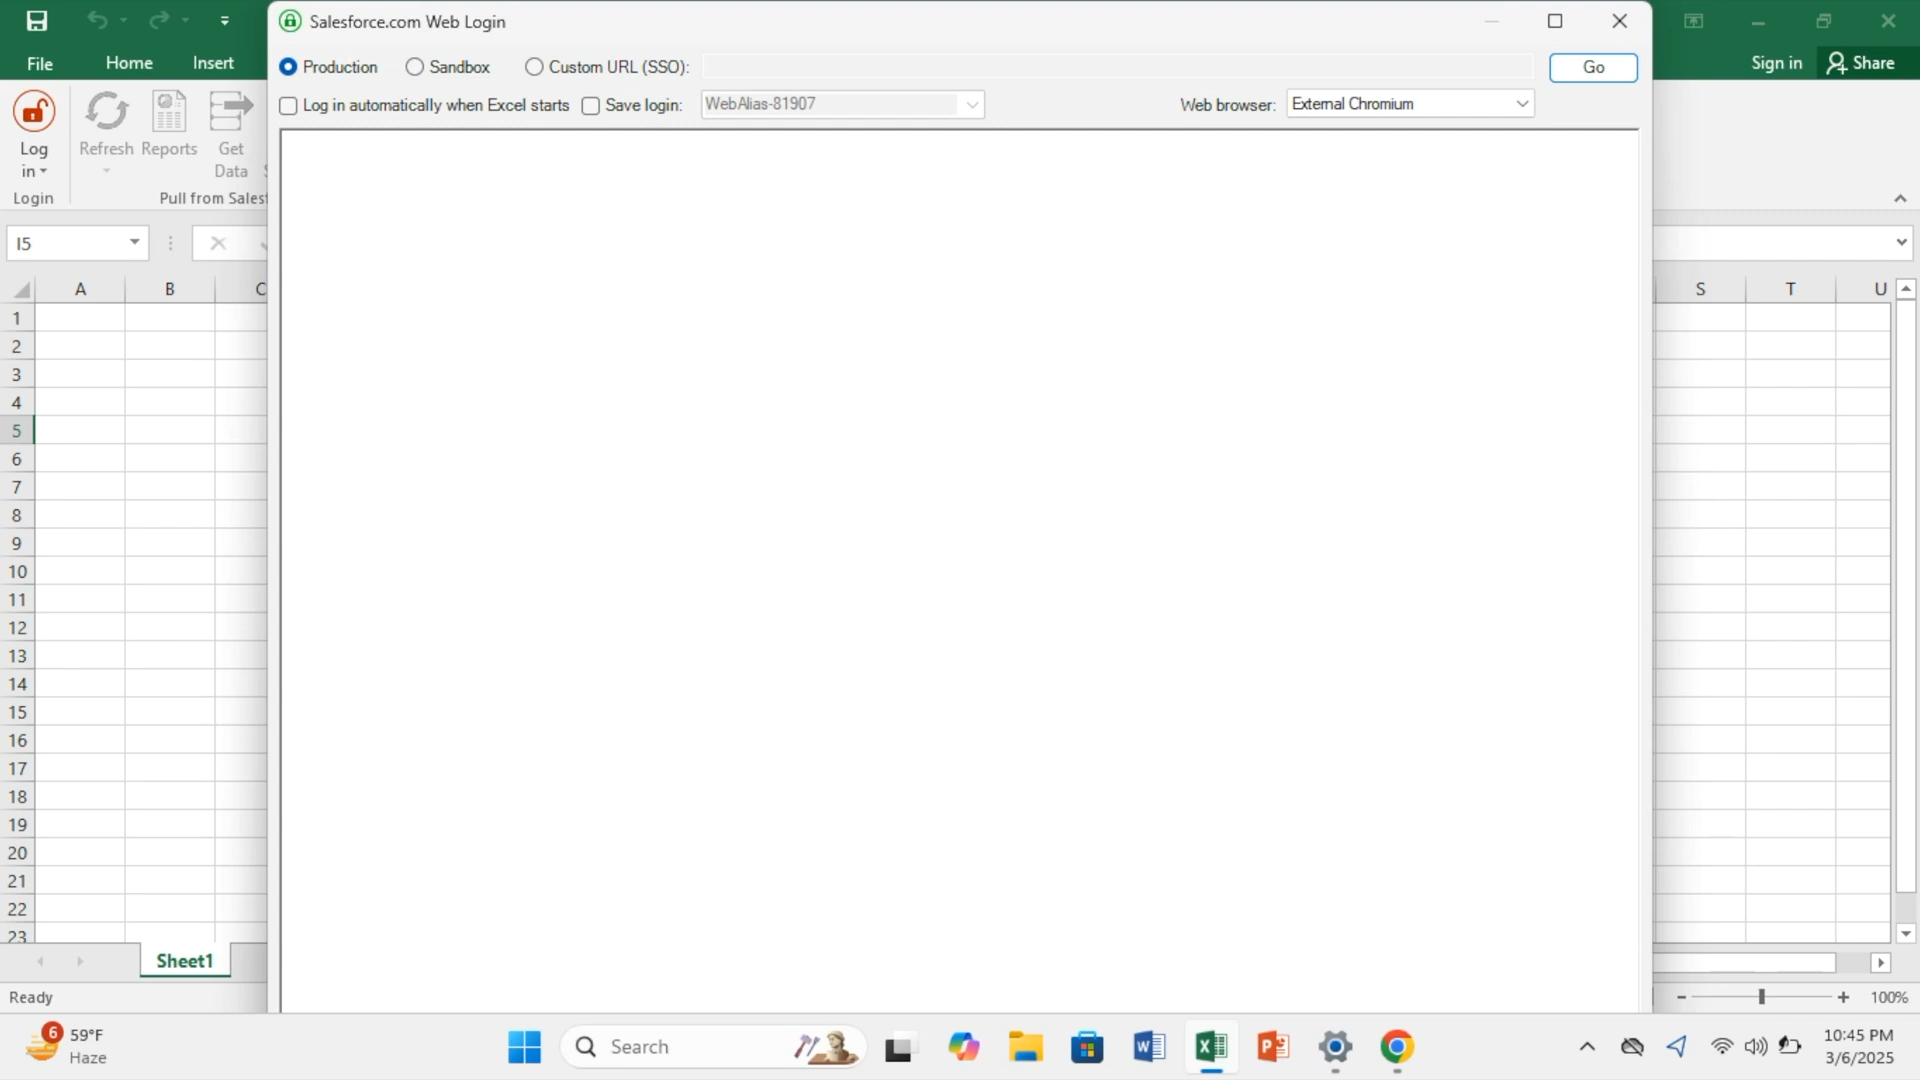 Salesforce.com Web Login
File
Home
Insert
Sign in
Share
Production
Sandbox
Custom URL (SSO):
Go
Log in automatically when Excel starts
Save login:
WebAlias-81907
Web browser:
External Chromium
Log
in
Refresh
Reports
Get
Data
Login
Pull from Salesf
I5
A B C S T U
1
2
3
4
5
6
7
8
9
10
11
12
13
14
15
16
17
18
19
20
21
22
23
Sheet1
Ready
100%
6
59°F
Haze
Search
10:45 PM
3/6/2025